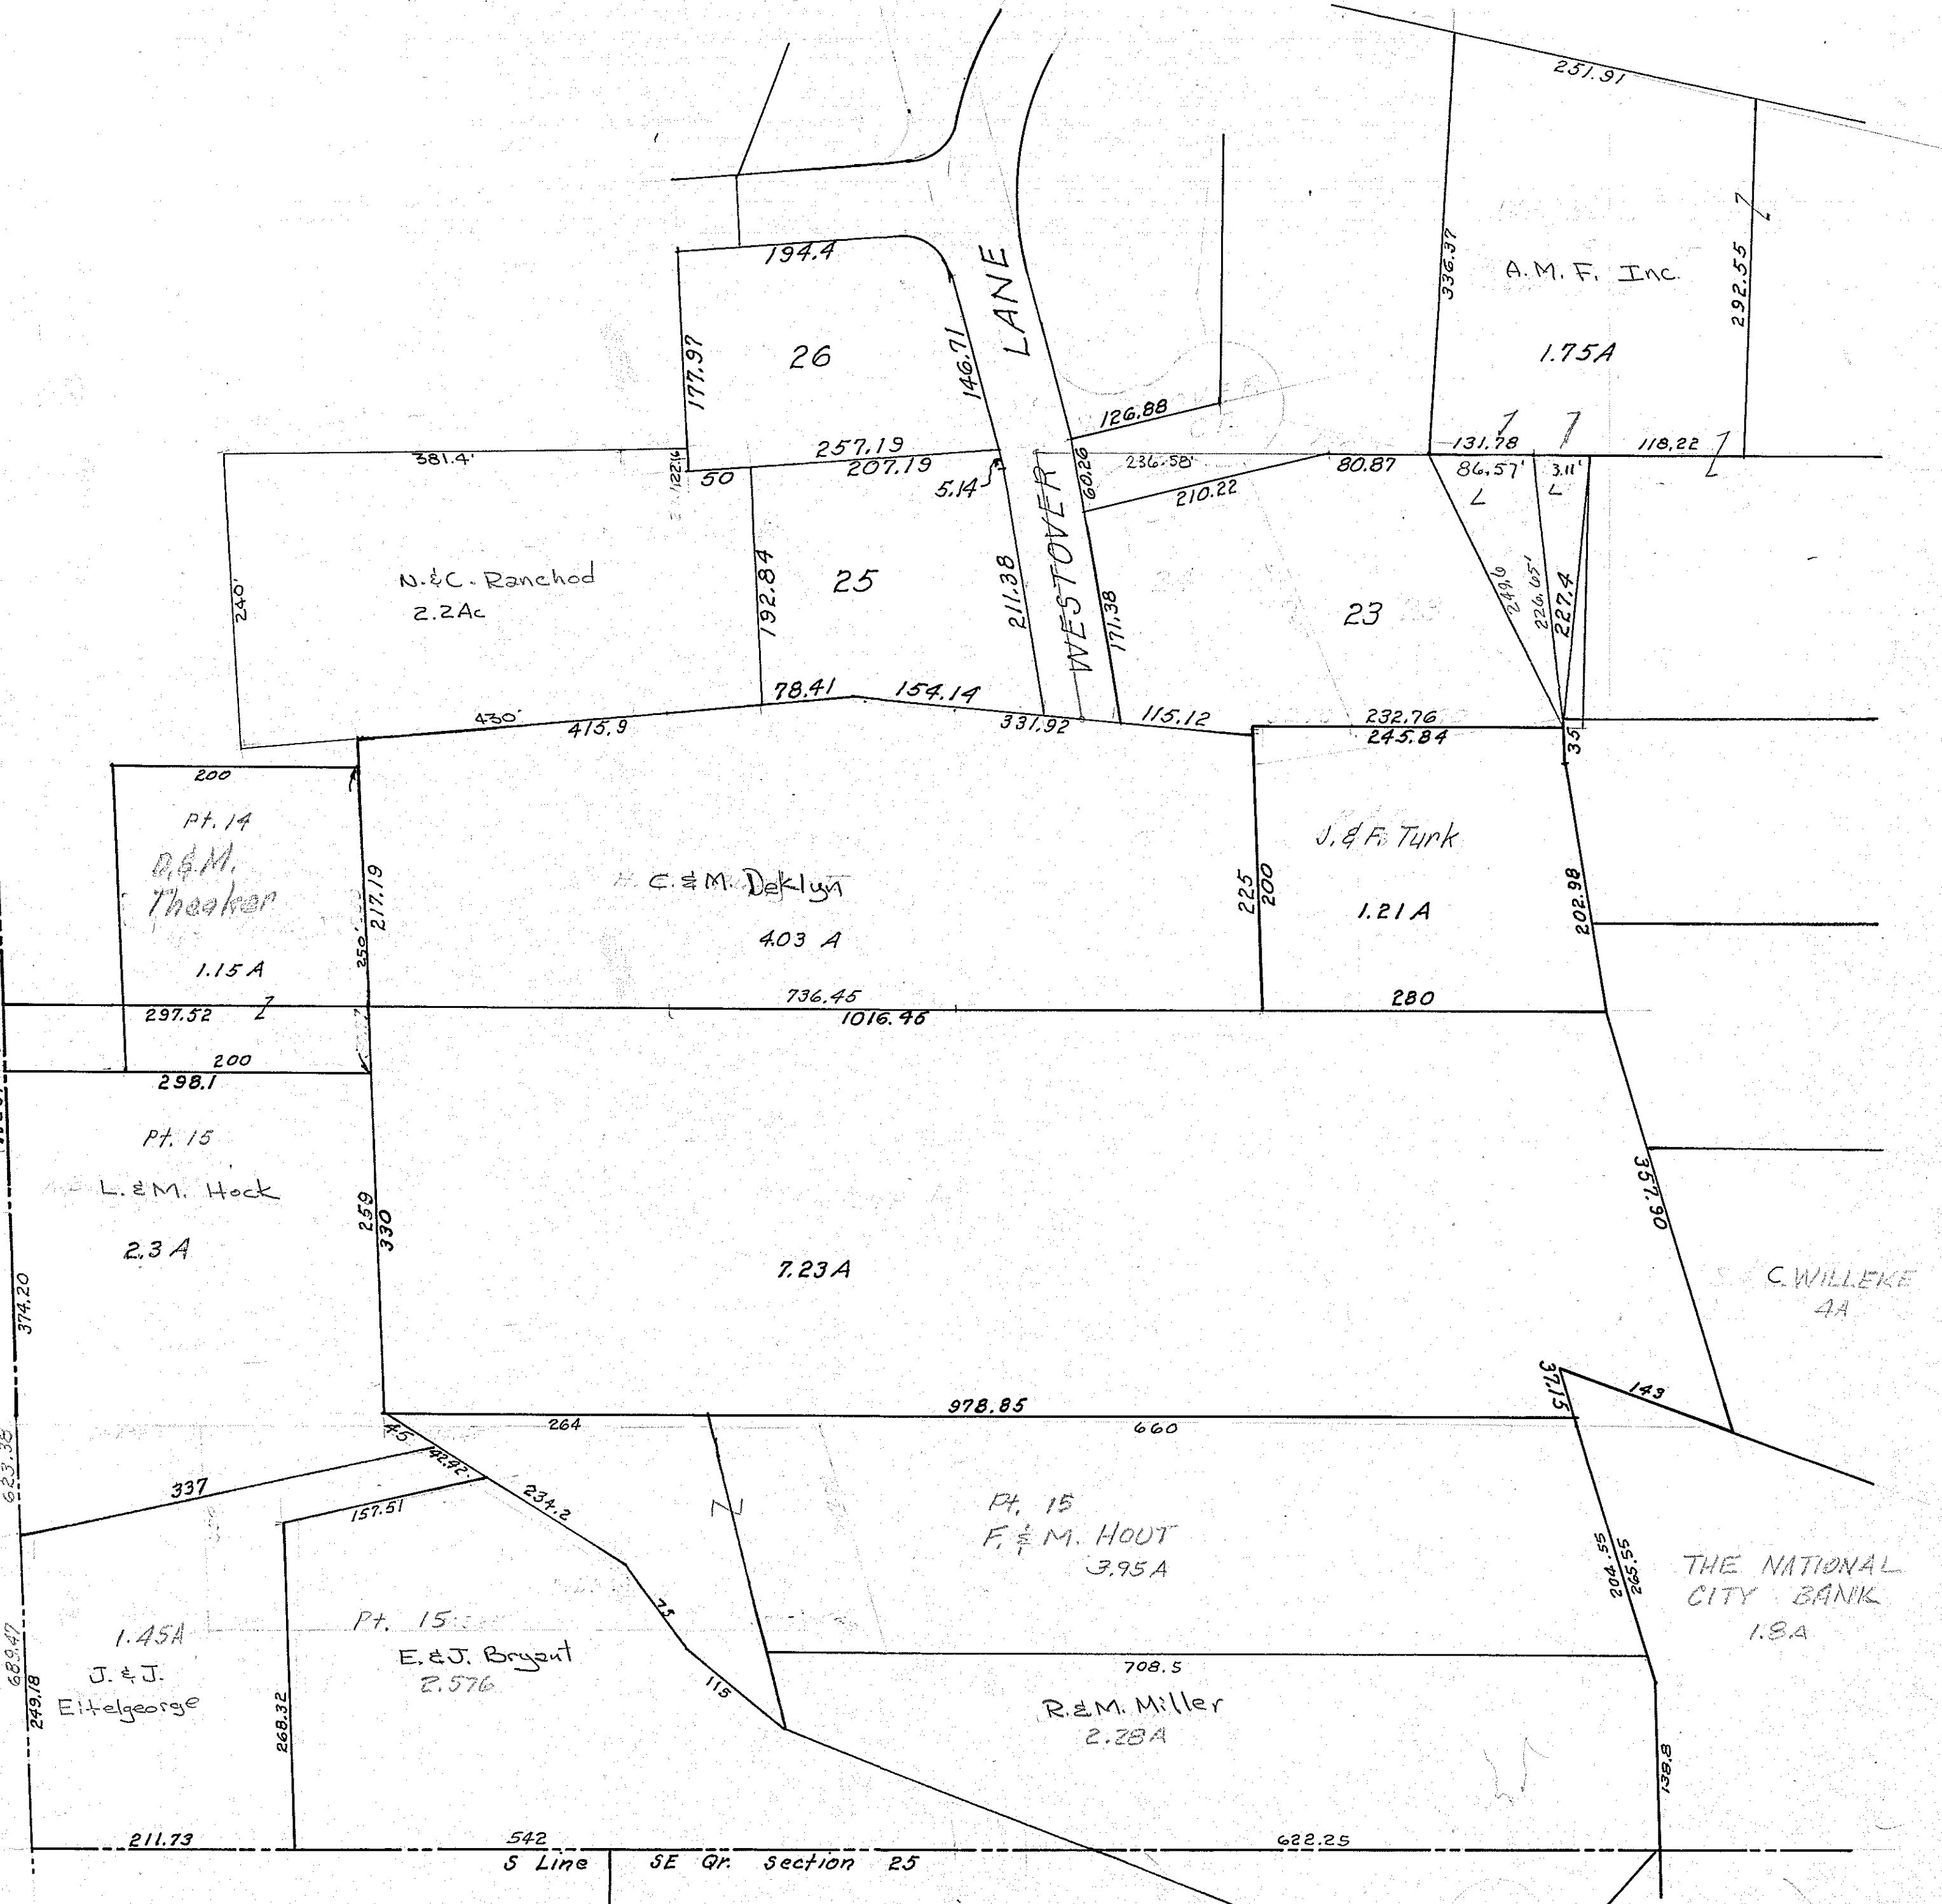 251.91
336.37
A.M.F. Inc.
1.75A
292.55
194.4
177.97
26
146.71
LANE
WESTOVER
126.88
60.26
236.58'
210.22
80.87
131.78
118.22
86.57'
3.11'
381.4'
122.16
50
257.19
207.19
5.14
240'
N.&C. Ranchod
2.2Ac
192.84
25
211.38
171.38
23
249.6
226.65'
227.4
430'
415.9
78.41
154.14
331.92
115.12
232.76
245.84
35
200
Pt. 14
D.&M.
Theaker
1.15 A
250'
217.19
C.&M. Deklyn
4.03 A
225
200
J.&F. Turk
1.21 A
202.98
297.52
736.45
1016.46
280
200
298.1
Pt. 15
L.&M. Hock
2.3 A
259
330
374.20
7.23 A
357.90
C. WILLEKE
4A
37.15
143
978.85
264
660
45
42.42
337
157.51
234.2
623.38
Pt. 15
F. & M. HOUT
3.95A
204.55
265.55
THE NATIONAL
CITY BANK
1.8A
1.45A
J. & J.
Eitelgeorge
689.47
249.18
268.32
Pt. 15
E.&J. Bryant
2.576
75
115
708.5
R.&M. Miller
2.28A
138.8
211.73
542
622.25
S Line SE Qr. Section 25